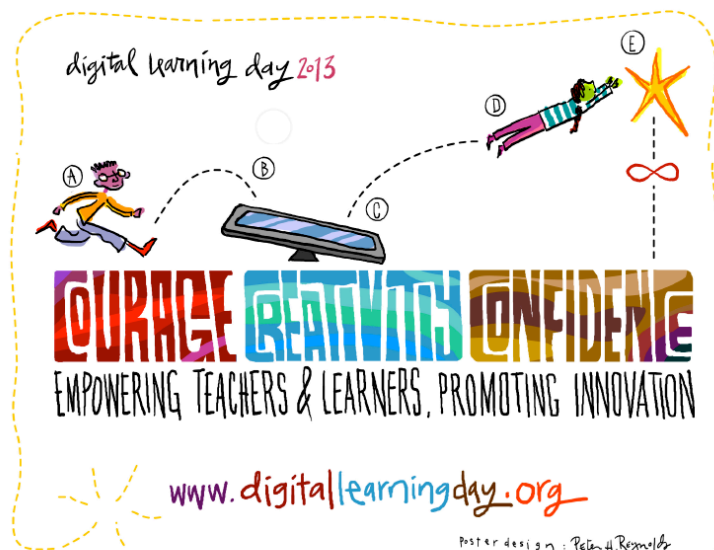 digital learning day 2013
E
D
A
B
C
COURAGE CREATIVITY CONFIDENCE
EMPOWERING TEACHERS & LEARNERS, PROMOTING INNOVATION
www.digitallearningday.org
Poster design: Peter H. Reynolds